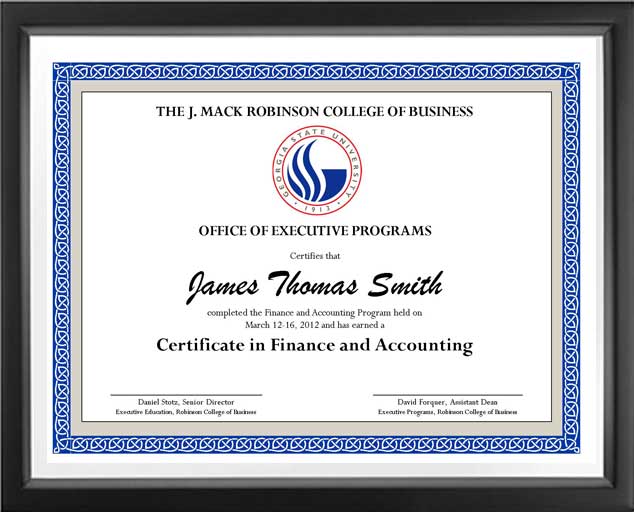 THE J. MACK ROBINSON COLLEGE OF BUSINESS
GEORGIA STATE UNIVERSITY
1913
OFFICE OF EXECUTIVE PROGRAMS
Certifies that
James Thomas Smith
completed the Finance and Accounting Program held on
March 12-16, 2012 and has earned a
Certificate in Finance and Accounting
Daniel Stotz, Senior Director
Executive Education, Robinson College of Business
David Forquer, Assistant Dean
Executive Programs, Robinson College of Business